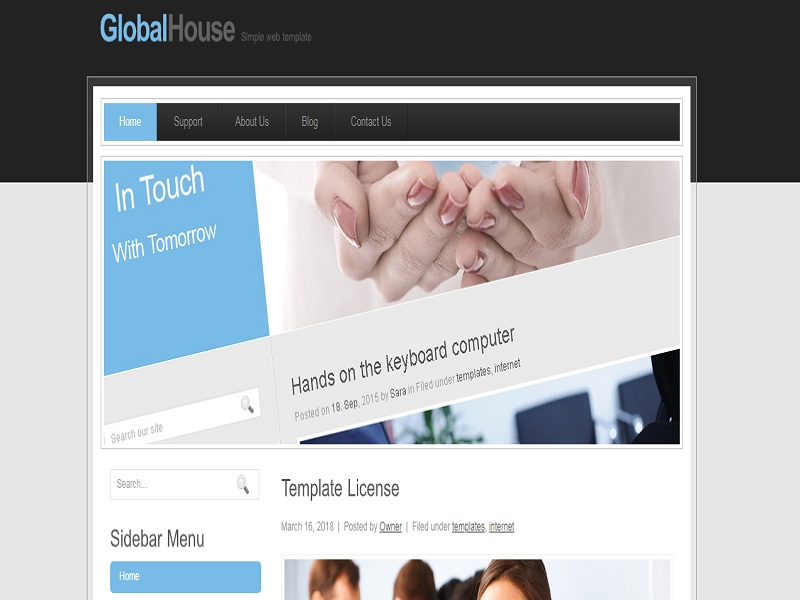 GlobalHouse Simple web template
Home Support About Us Blog Contact Us
In Touch
With Tomorrow
Hands on the keyboard computer
Posted on 18. Sep, 2015 by Sara in Filed under templates, internet
Search our site
Search...
Template License
March 16, 2018 | Posted by Owner | Filed under templates, internet
Sidebar Menu
Home